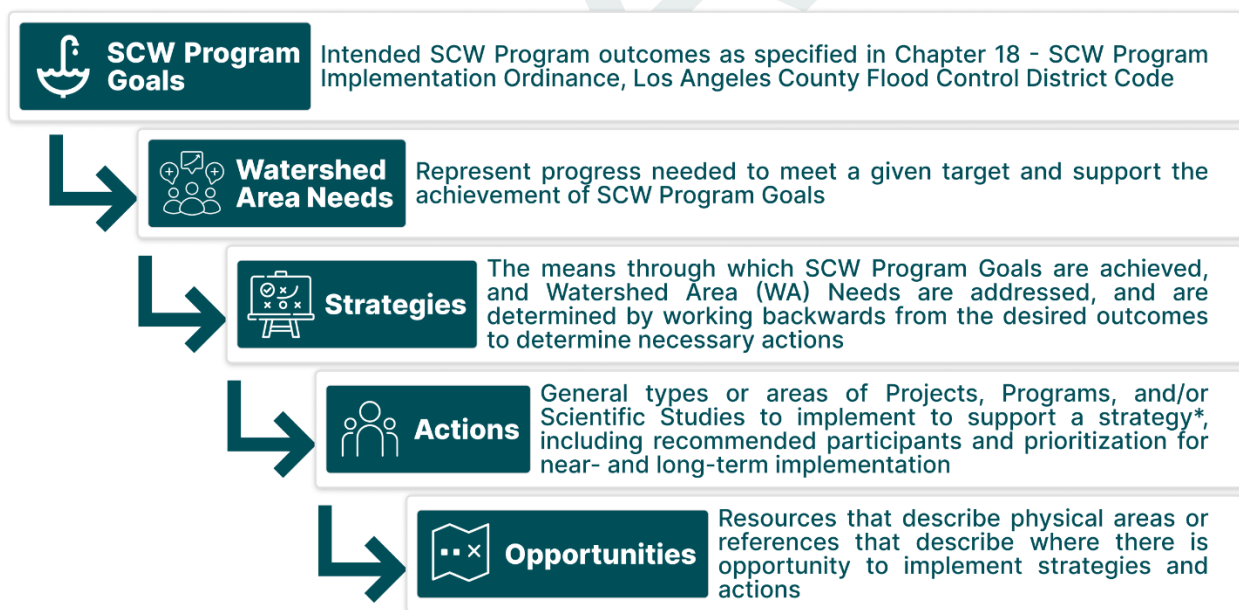 SCW Program
Goals
Intended SCW Program outcomes as specified in Chapter 18 - SCW Program
Implementation Ordinance, Los Angeles County Flood Control District Code
Watershed
Area Needs
Represent progress needed to meet a given target and support the
achievement of SCW Program Goals
Strategies
The means through which SCW Program Goals are achieved,
and Watershed Area (WA) Needs are addressed, and are
determined by working backwards from the desired outcomes
to determine necessary actions
Actions
General types or areas of Projects, Programs, and/or
Scientific Studies to implement to support a strategy*,
including recommended participants and prioritization for
near- and long-term implementation
Opportunities
Resources that describe physical areas or
references that describe where there is
opportunity to implement strategies and
actions